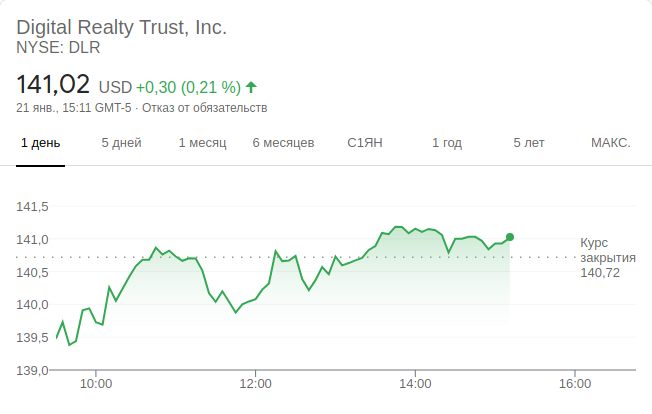 Digital Realty Trust, Inc.
NYSE: DLR
141,02 USD +0,30 (0,21 %)
21 янв., 15:11 GMT-5 · Отказ от обязательств
1 день 5 дней 1 месяц 6 месяцев С1ЯН 1 год 5 лет МАКС.
141,5
141,0
140,5
140,0
139,5
139,0
Курс
закрытия
140,72
10:00 12:00 14:00 16:00